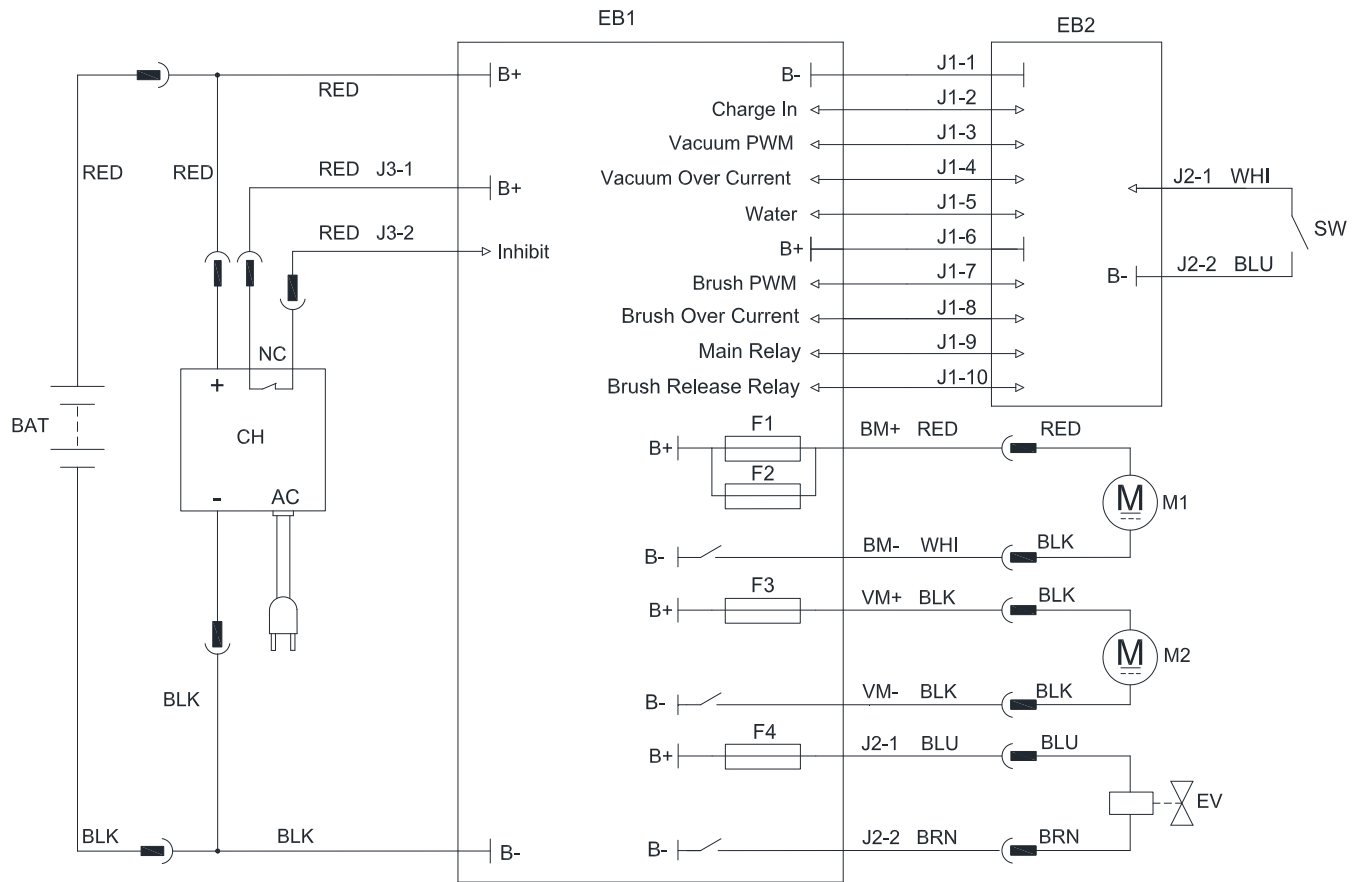 EB1
EB2
RED
B+
B-
J1-1
Charge In
J1-2
Vacuum PWM
J1-3
RED
RED
RED J3-1
B+
Vacuum Over Current
J1-4
J2-1 WHI
Water
J1-5
SW
RED J3-2
Inhibit
B+
J1-6
B-
J2-2 BLU
Brush PWM
J1-7
Brush Over Current
J1-8
NC
Main Relay
J1-9
+
Brush Release Relay
J1-10
BAT
CH
F1
BM+ RED
RED
B+
F2
- AC
M
M1
B-
BM- WHI
BLK
F3
B+
VM+ BLK
BLK
M
M2
BLK
B-
VM- BLK
BLK
F4
B+
J2-1 BLU
BLU
EV
BLK
BLK
B-
B-
J2-2 BRN
BRN